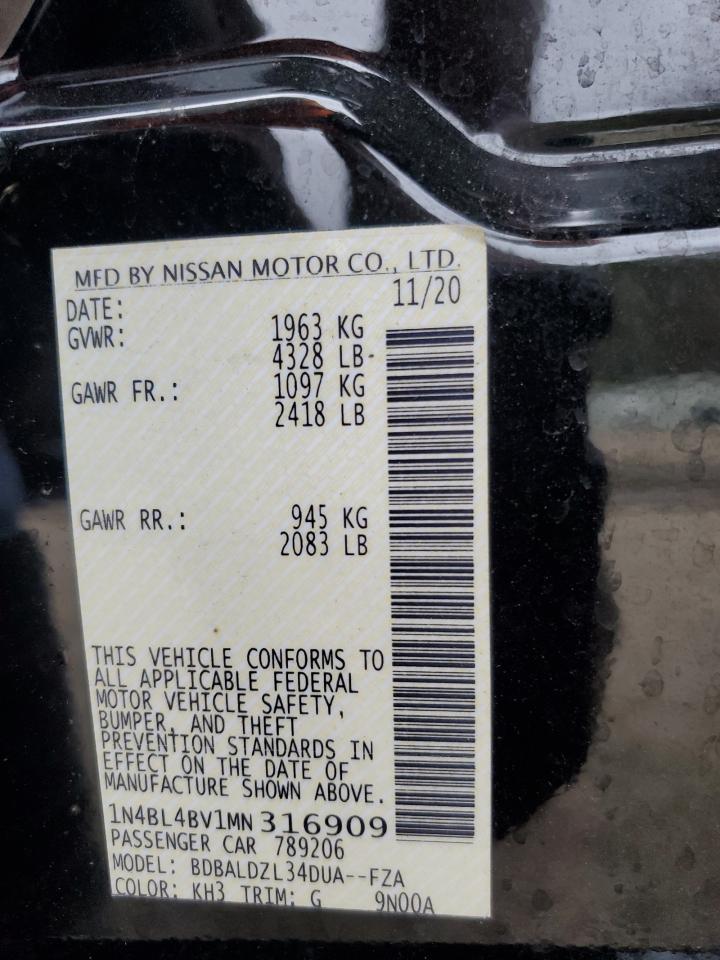 MFD BY NISSAN MOTOR CO., LTD.
DATE: 11/20
GVWR: 1963 KG
4328 LB
GAWR FR.: 1097 KG
2418 LB
GAWR RR.: 945 KG
2083 LB
THIS VEHICLE CONFORMS TO
ALL APPLICABLE FEDERAL
MOTOR VEHICLE SAFETY,
BUMPER, AND THEFT
PREVENTION STANDARDS IN
EFFECT ON THE DATE OF
MANUFACTURE SHOWN ABOVE.
1N4BL4BV1MN 316909
PASSENGER CAR 789206
MODEL: BDBALDZL34DUA--FZA
COLOR: KH3 TRIM: G 9N00A